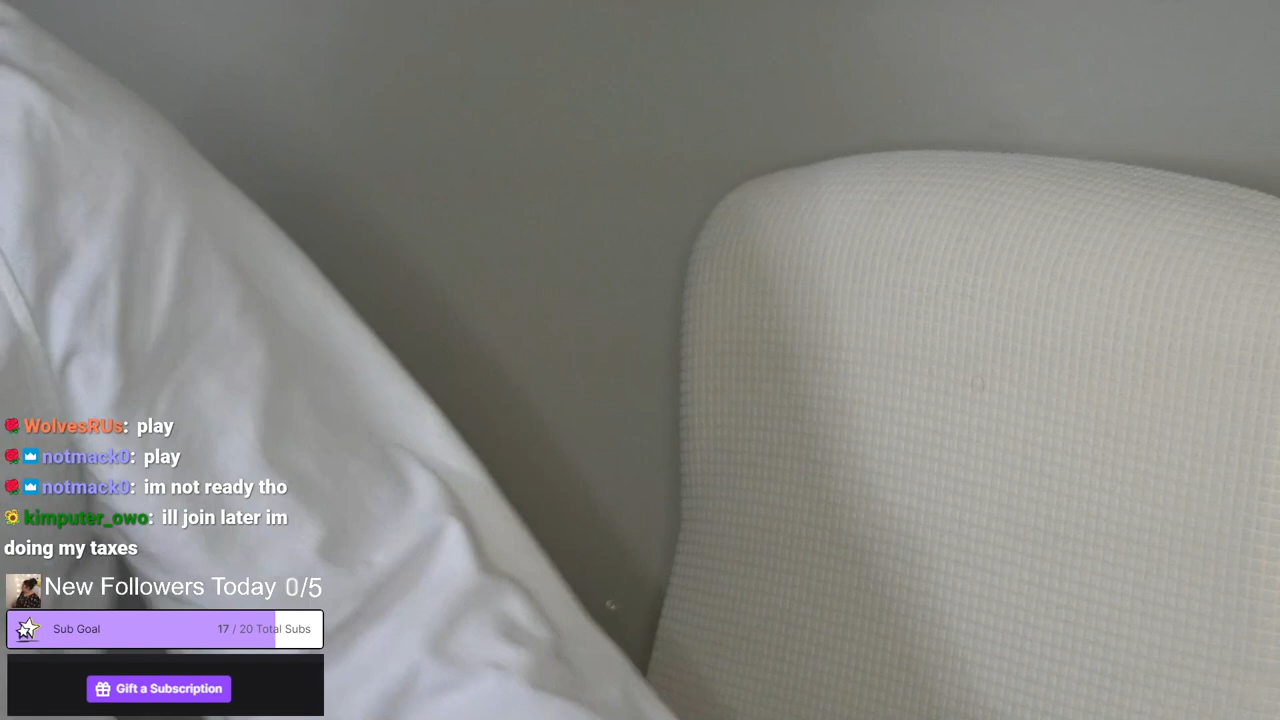 WolvesRUs: play
notmack0: play
notmack0: im not ready tho
kimputer_owo: ill join later im
doing my taxes
New Followers Today 0/5
Sub Goal 17 / 20 Total Subs
Gift a Subscription